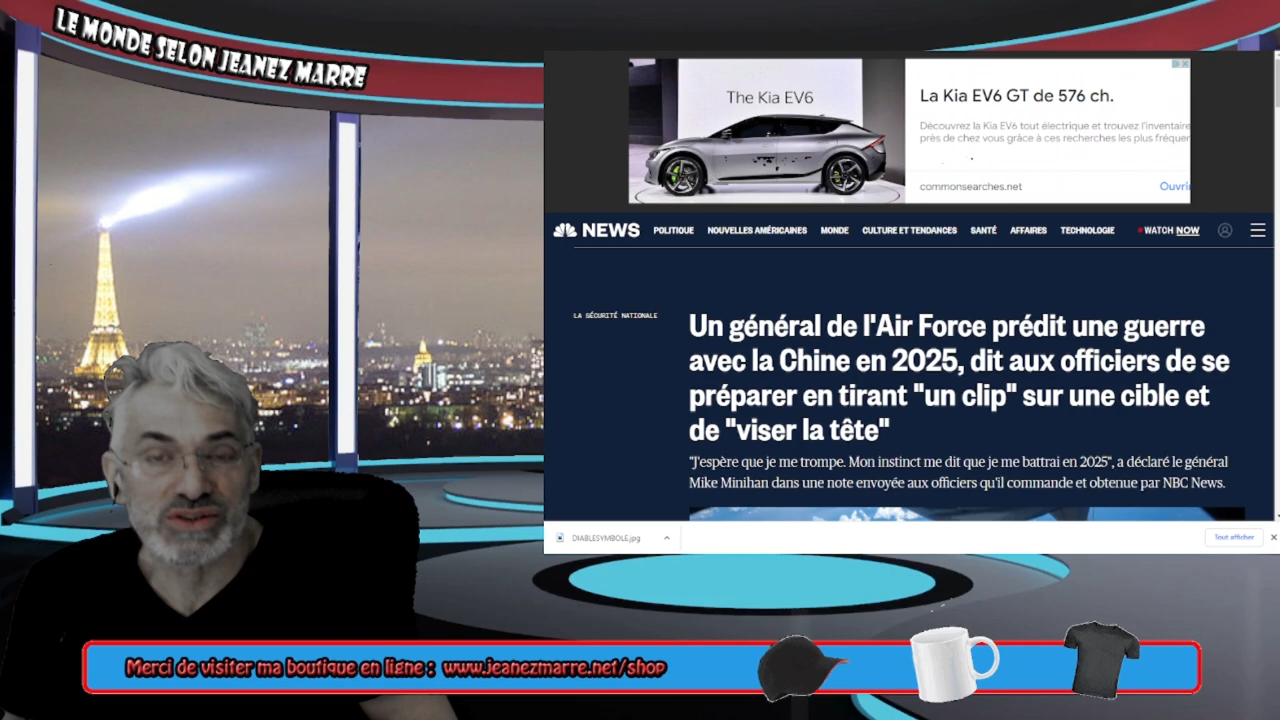 LE MONDE SELON JEANEZ MARRE
The Kia EV6
La Kia EV6 GT de 576 ch.
Découvrez la Kia EV6 tout électrique et trouvez l'inventaire
près de chez vous grâce à ces recherches les plus fréquen
commonsearches.net
Ouvri
NEWS POLITIQUE NOUVELLES AMÉRICAINES MONDE CULTURE ET TENDANCES SANTÉ AFFAIRES TECHNOLOGIE WATCH NOW
LA SÉCURITÉ NATIONALE
Un général de l'Air Force prédit une guerre
avec la Chine en 2025, dit aux officiers de se
préparer en tirant "un clip" sur une cible et
de "viser la tête"
"J'espère que je me trompe. Mon instinct me dit que je me battrai en 2025", a déclaré le général
Mike Minihan dans une note envoyée aux officiers qu'il commande et obtenue par NBC News.
DIABLESYMBOLE.jpg
Tout afficher
Merci de visiter ma boutique en ligne : www.jeanezmarre.net/shop